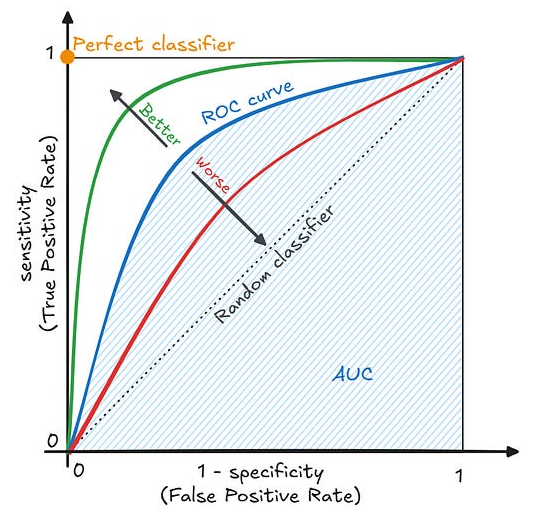 1
Perfect classifier
ROC curve
Better
Worse
sensitivity
(True Positive Rate)
Random classifier
AUC
0
0
1 - specificity
(False Positive Rate)
1